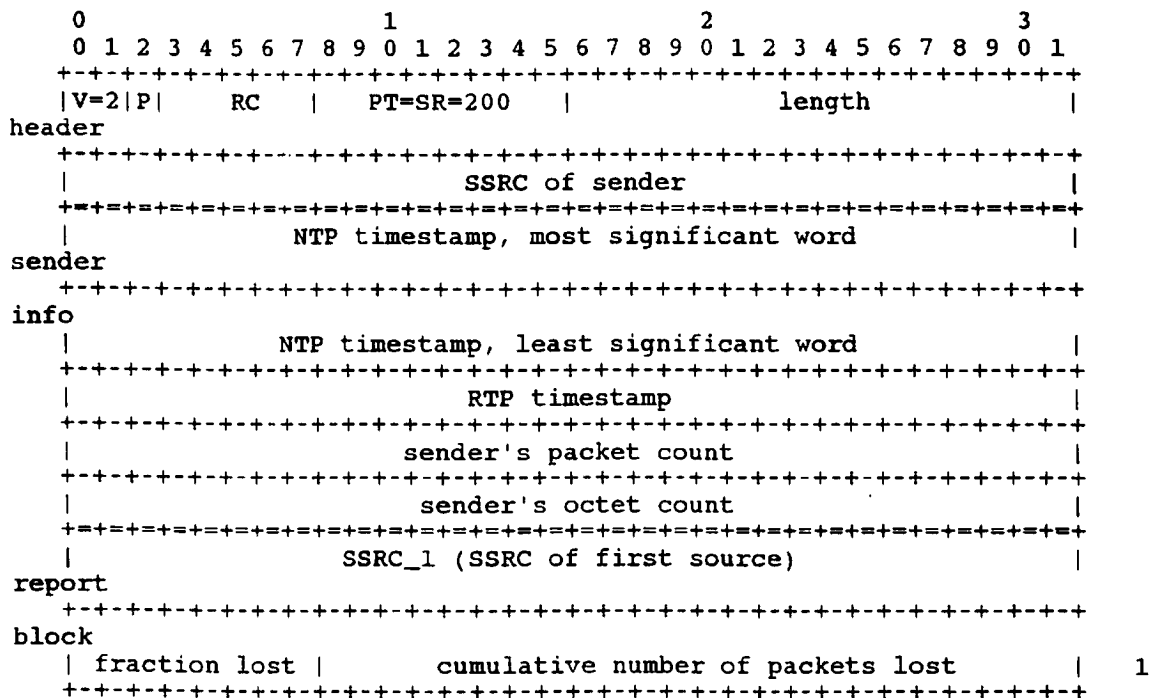 0                   1                   2                   3
 0 1 2 3 4 5 6 7 8 9 0 1 2 3 4 5 6 7 8 9 0 1 2 3 4 5 6 7 8 9 0 1
+-+-+-+-+-+-+-+-+-+-+-+-+-+-+-+-+-+-+-+-+-+-+-+-+-+-+-+-+-+-+-+-+
|V=2|P|    RC   |   PT=SR=200   |             length            |
header
+-+-+-+-+-+-+-+-+-+-+-+-+-+-+-+-+-+-+-+-+-+-+-+-+-+-+-+-+-+-+-+-+
|                         SSRC of sender                        |
+=+=+=+=+=+=+=+=+=+=+=+=+=+=+=+=+=+=+=+=+=+=+=+=+=+=+=+=+=+=+=+=+
|              NTP timestamp, most significant word             |
sender
+-+-+-+-+-+-+-+-+-+-+-+-+-+-+-+-+-+-+-+-+-+-+-+-+-+-+-+-+-+-+-+-+
info
|             NTP timestamp, least significant word             |
+-+-+-+-+-+-+-+-+-+-+-+-+-+-+-+-+-+-+-+-+-+-+-+-+-+-+-+-+-+-+-+-+
|                         RTP timestamp                         |
+-+-+-+-+-+-+-+-+-+-+-+-+-+-+-+-+-+-+-+-+-+-+-+-+-+-+-+-+-+-+-+-+
|                     sender's packet count                     |
+-+-+-+-+-+-+-+-+-+-+-+-+-+-+-+-+-+-+-+-+-+-+-+-+-+-+-+-+-+-+-+-+
|                      sender's octet count                     |
+=+=+=+=+=+=+=+=+=+=+=+=+=+=+=+=+=+=+=+=+=+=+=+=+=+=+=+=+=+=+=+=+
|                 SSRC_1 (SSRC of first source)                 |
report
+-+-+-+-+-+-+-+-+-+-+-+-+-+-+-+-+-+-+-+-+-+-+-+-+-+-+-+-+-+-+-+-+
block
| fraction lost |       cumulative number of packets lost       |   1
+-+-+-+-+-+-+-+-+-+-+-+-+-+-+-+-+-+-+-+-+-+-+-+-+-+-+-+-+-+-+-+-+